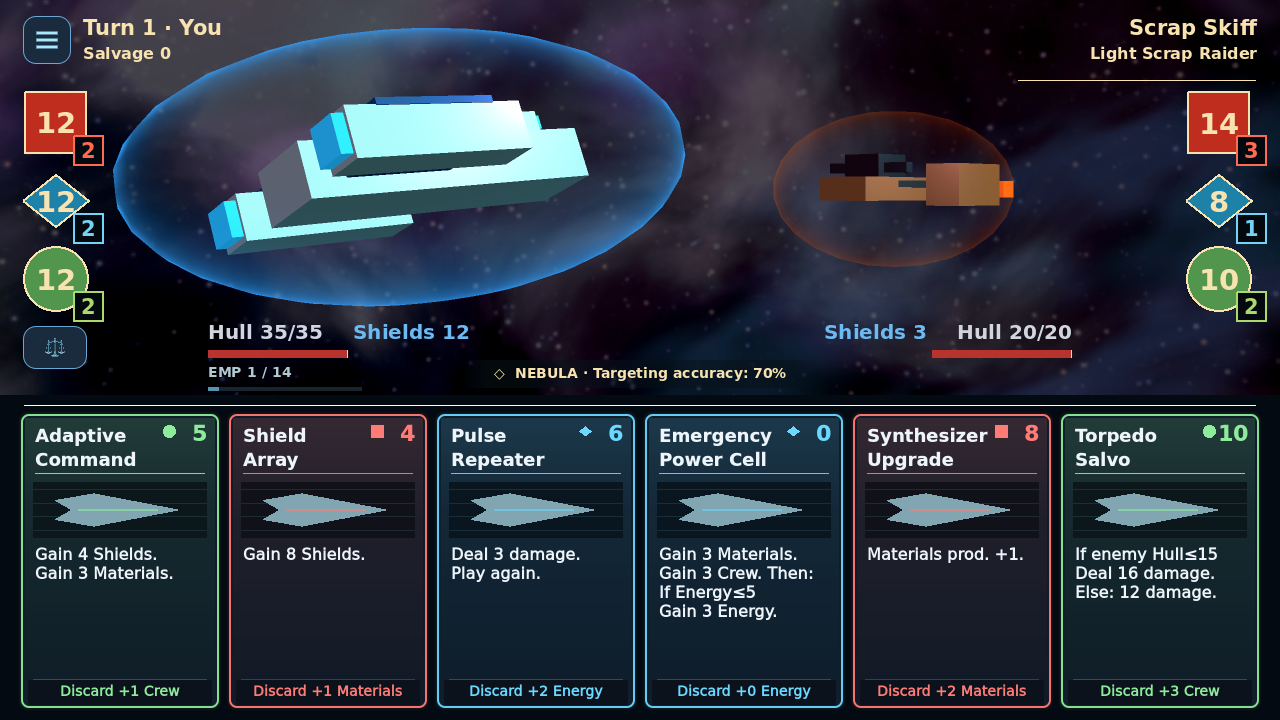 Turn 1 · You
Salvage 0
Scrap Skiff
Light Scrap Raider
12
2
12
2
12
2
14
3
8
1
10
2
Hull 35/35 Shields 12
EMP 1 / 14
Shields 3 Hull 20/20
◇ NEBULA · Targeting accuracy: 70%
Adaptive Command
5
Gain 4 Shields.
Gain 3 Materials.
Discard +1 Crew
Shield Array
4
Gain 8 Shields.
Discard +1 Materials
Pulse Repeater
6
Deal 3 damage.
Play again.
Discard +2 Energy
Emergency Power Cell
0
Gain 3 Materials.
Gain 3 Crew. Then:
If Energy≤5
Gain 3 Energy.
Discard +0 Energy
Synthesizer Upgrade
8
Materials prod. +1.
Discard +2 Materials
Torpedo Salvo
10
If enemy Hull≤15
Deal 16 damage.
Else: 12 damage.
Discard +3 Crew